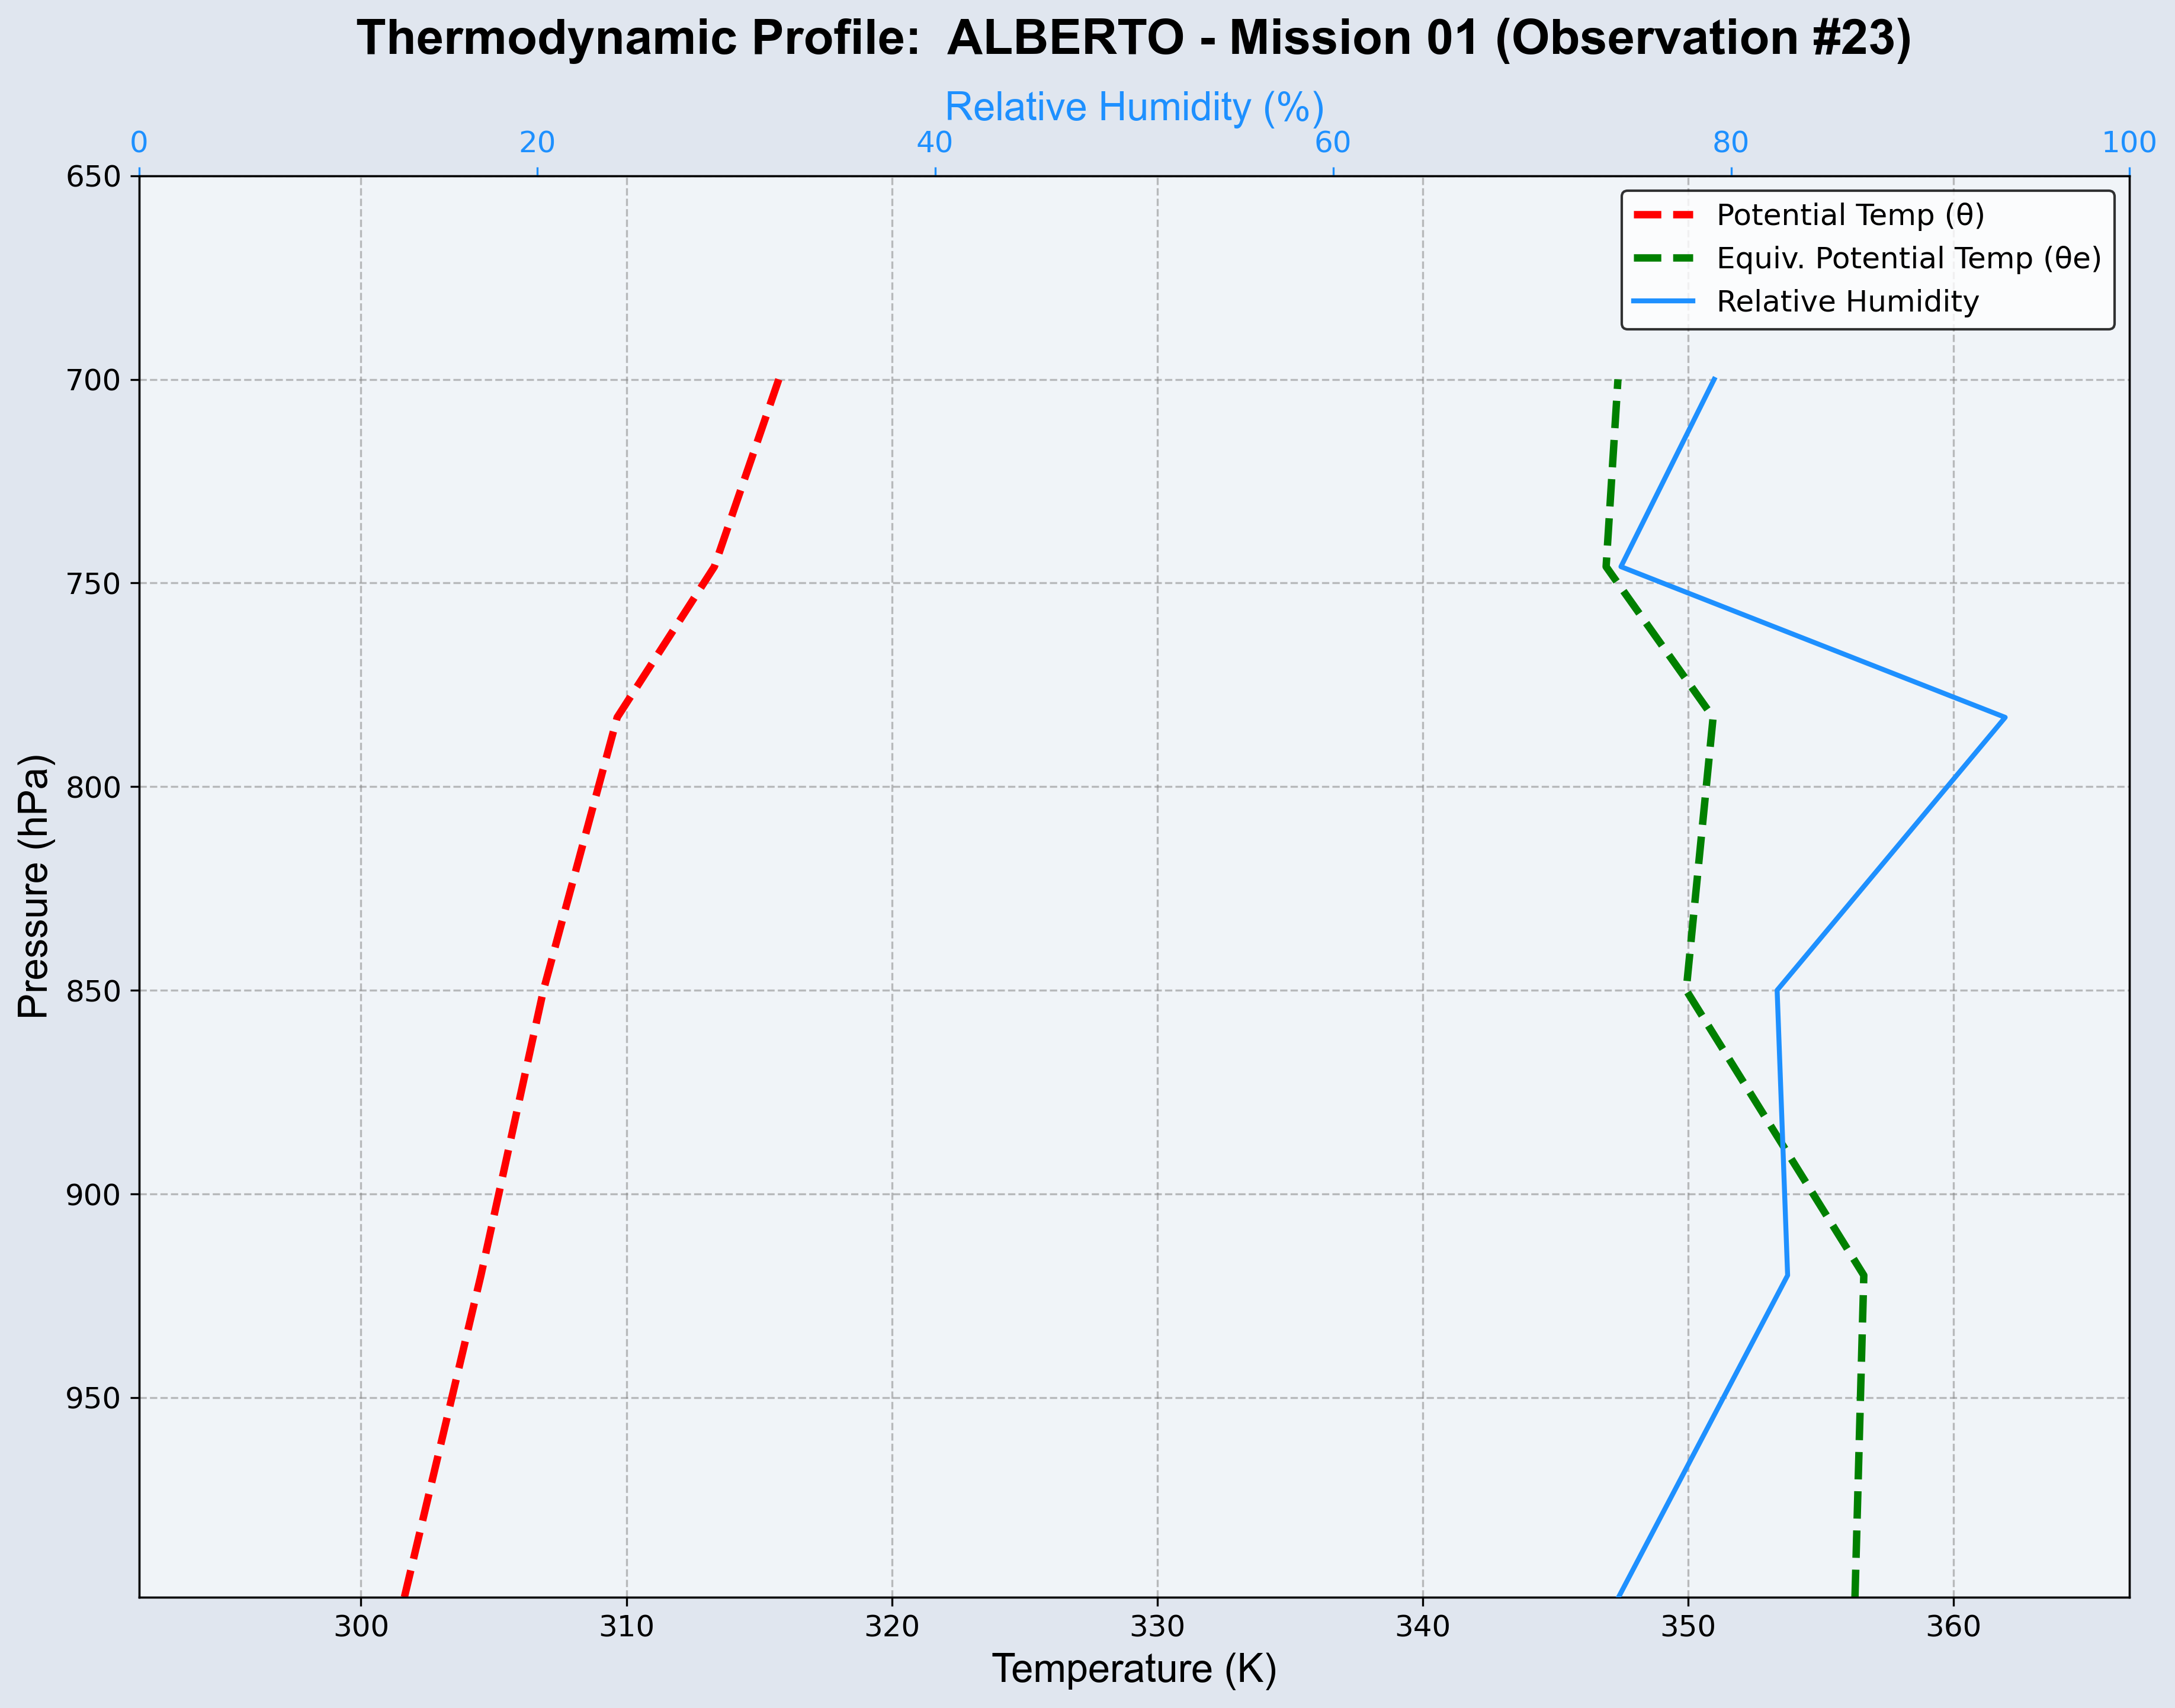 Thermodynamic Profile:  ALBERTO - Mission 01 (Observation #23)
Relative Humidity (%)
0 20 40 60 80 100
Potential Temp (θ)
Equiv. Potential Temp (θe)
Relative Humidity
Pressure (hPa)
650
700
750
800
850
900
950
300 310 320 330 340 350 360
Temperature (K)